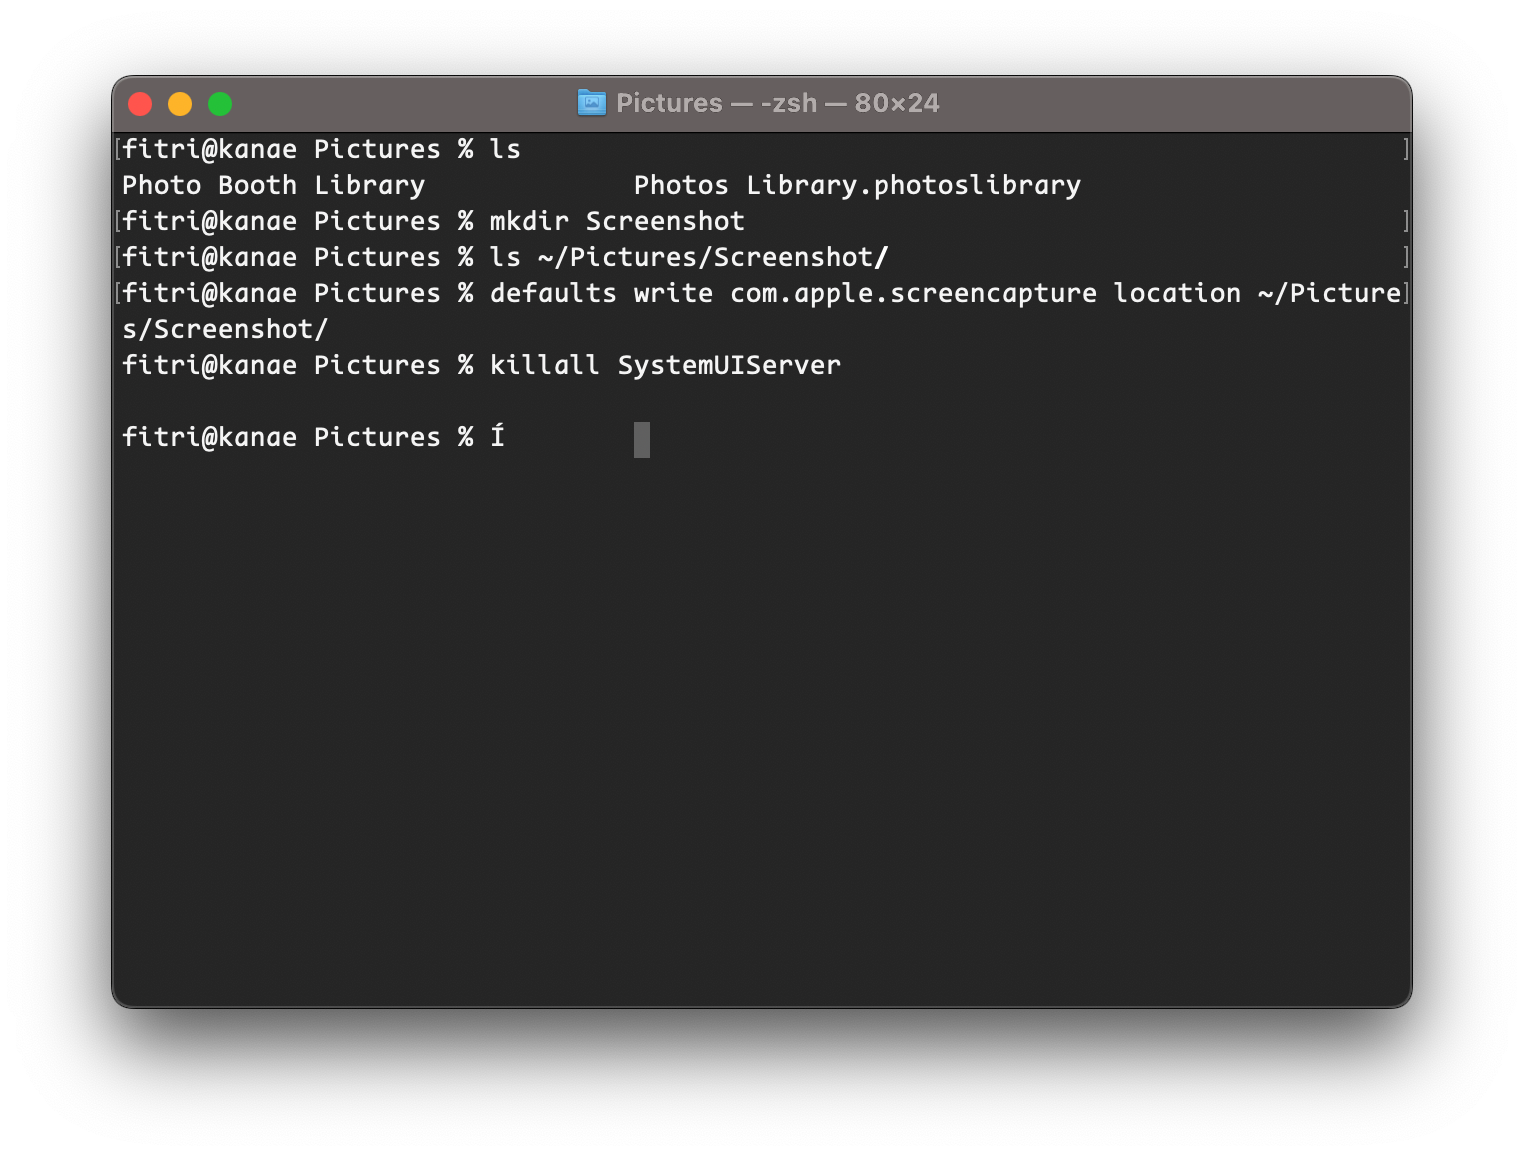 Pictures — -zsh — 80×24
[fitri@kanae Pictures % ls ]
Photo Booth Library Photos Library.photoslibrary
[fitri@kanae Pictures % mkdir Screenshot ]
[fitri@kanae Pictures % ls ~/Pictures/Screenshot/ ]
[fitri@kanae Pictures % defaults write com.apple.screencapture location ~/Picture]
s/Screenshot/
fitri@kanae Pictures % killall SystemUIServer
fitri@kanae Pictures % Í